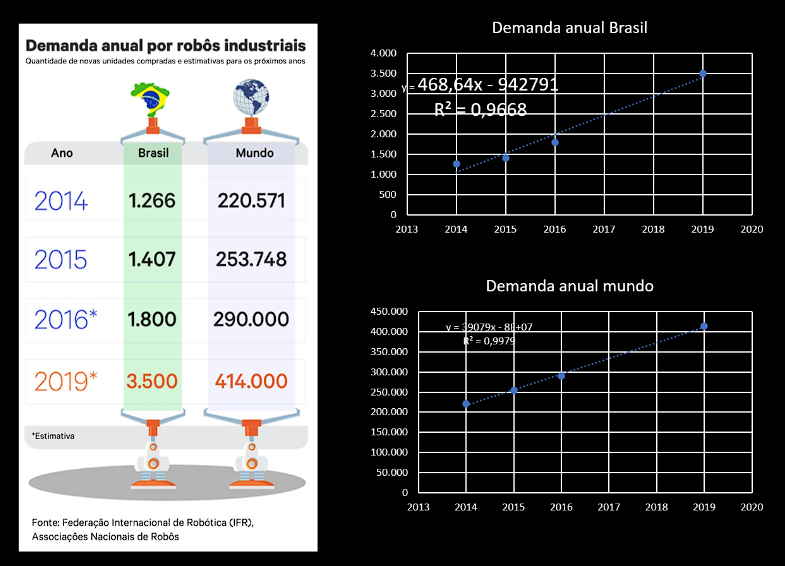 Demanda anual por robôs industriais
Quantidade de novas unidades compradas e estimativas para os próximos anos
Ano Brasil Mundo
2014 1.266 220.571
2015 1.407 253.748
2016* 1.800 290.000
2019* 3.500 414.000
*Estimativa
Fonte: Federação Internacional de Robótica (IFR),
Associações Nacionais de Robôs
Demanda anual Brasil
4.000
3.500
3.000
2.500
2.000
1.500
1.000
500
0
y = 468,64x - 942791
R² = 0,9668
2013 2014 2015 2016 2017 2018 2019 2020
Demanda anual mundo
450.000
400.000
350.000
300.000
250.000
200.000
150.000
100.000
50.000
0
y = 39079x - 8E+07
R² = 0,9979
2013 2014 2015 2016 2017 2018 2019 2020